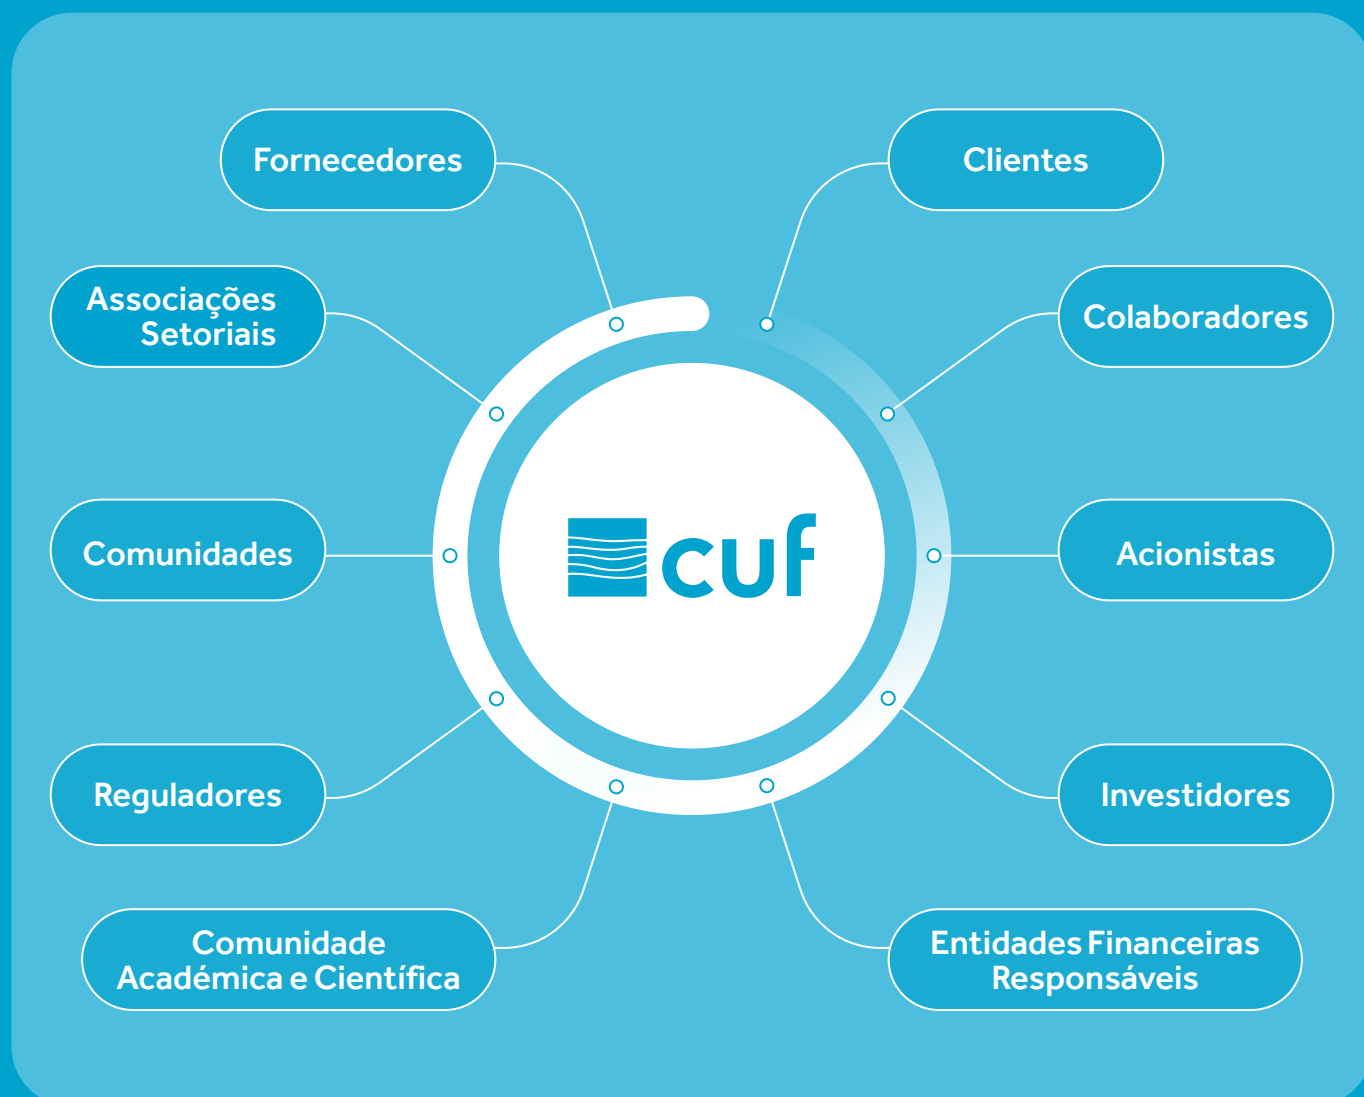 Fornecedores
Clientes
Associações
Setoriais
Colaboradores
cuf
Comunidades
Acionistas
Reguladores
Investidores
Comunidade
Académica e Científica
Entidades Financeiras
Responsáveis